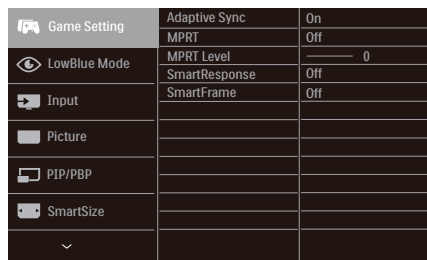 Game Setting
LowBlue Mode
Input
Picture
PIP/PBP
SmartSize
Adaptive Sync On
MPRT Off
MPRT Level 0
SmartResponse Off
SmartFrame Off